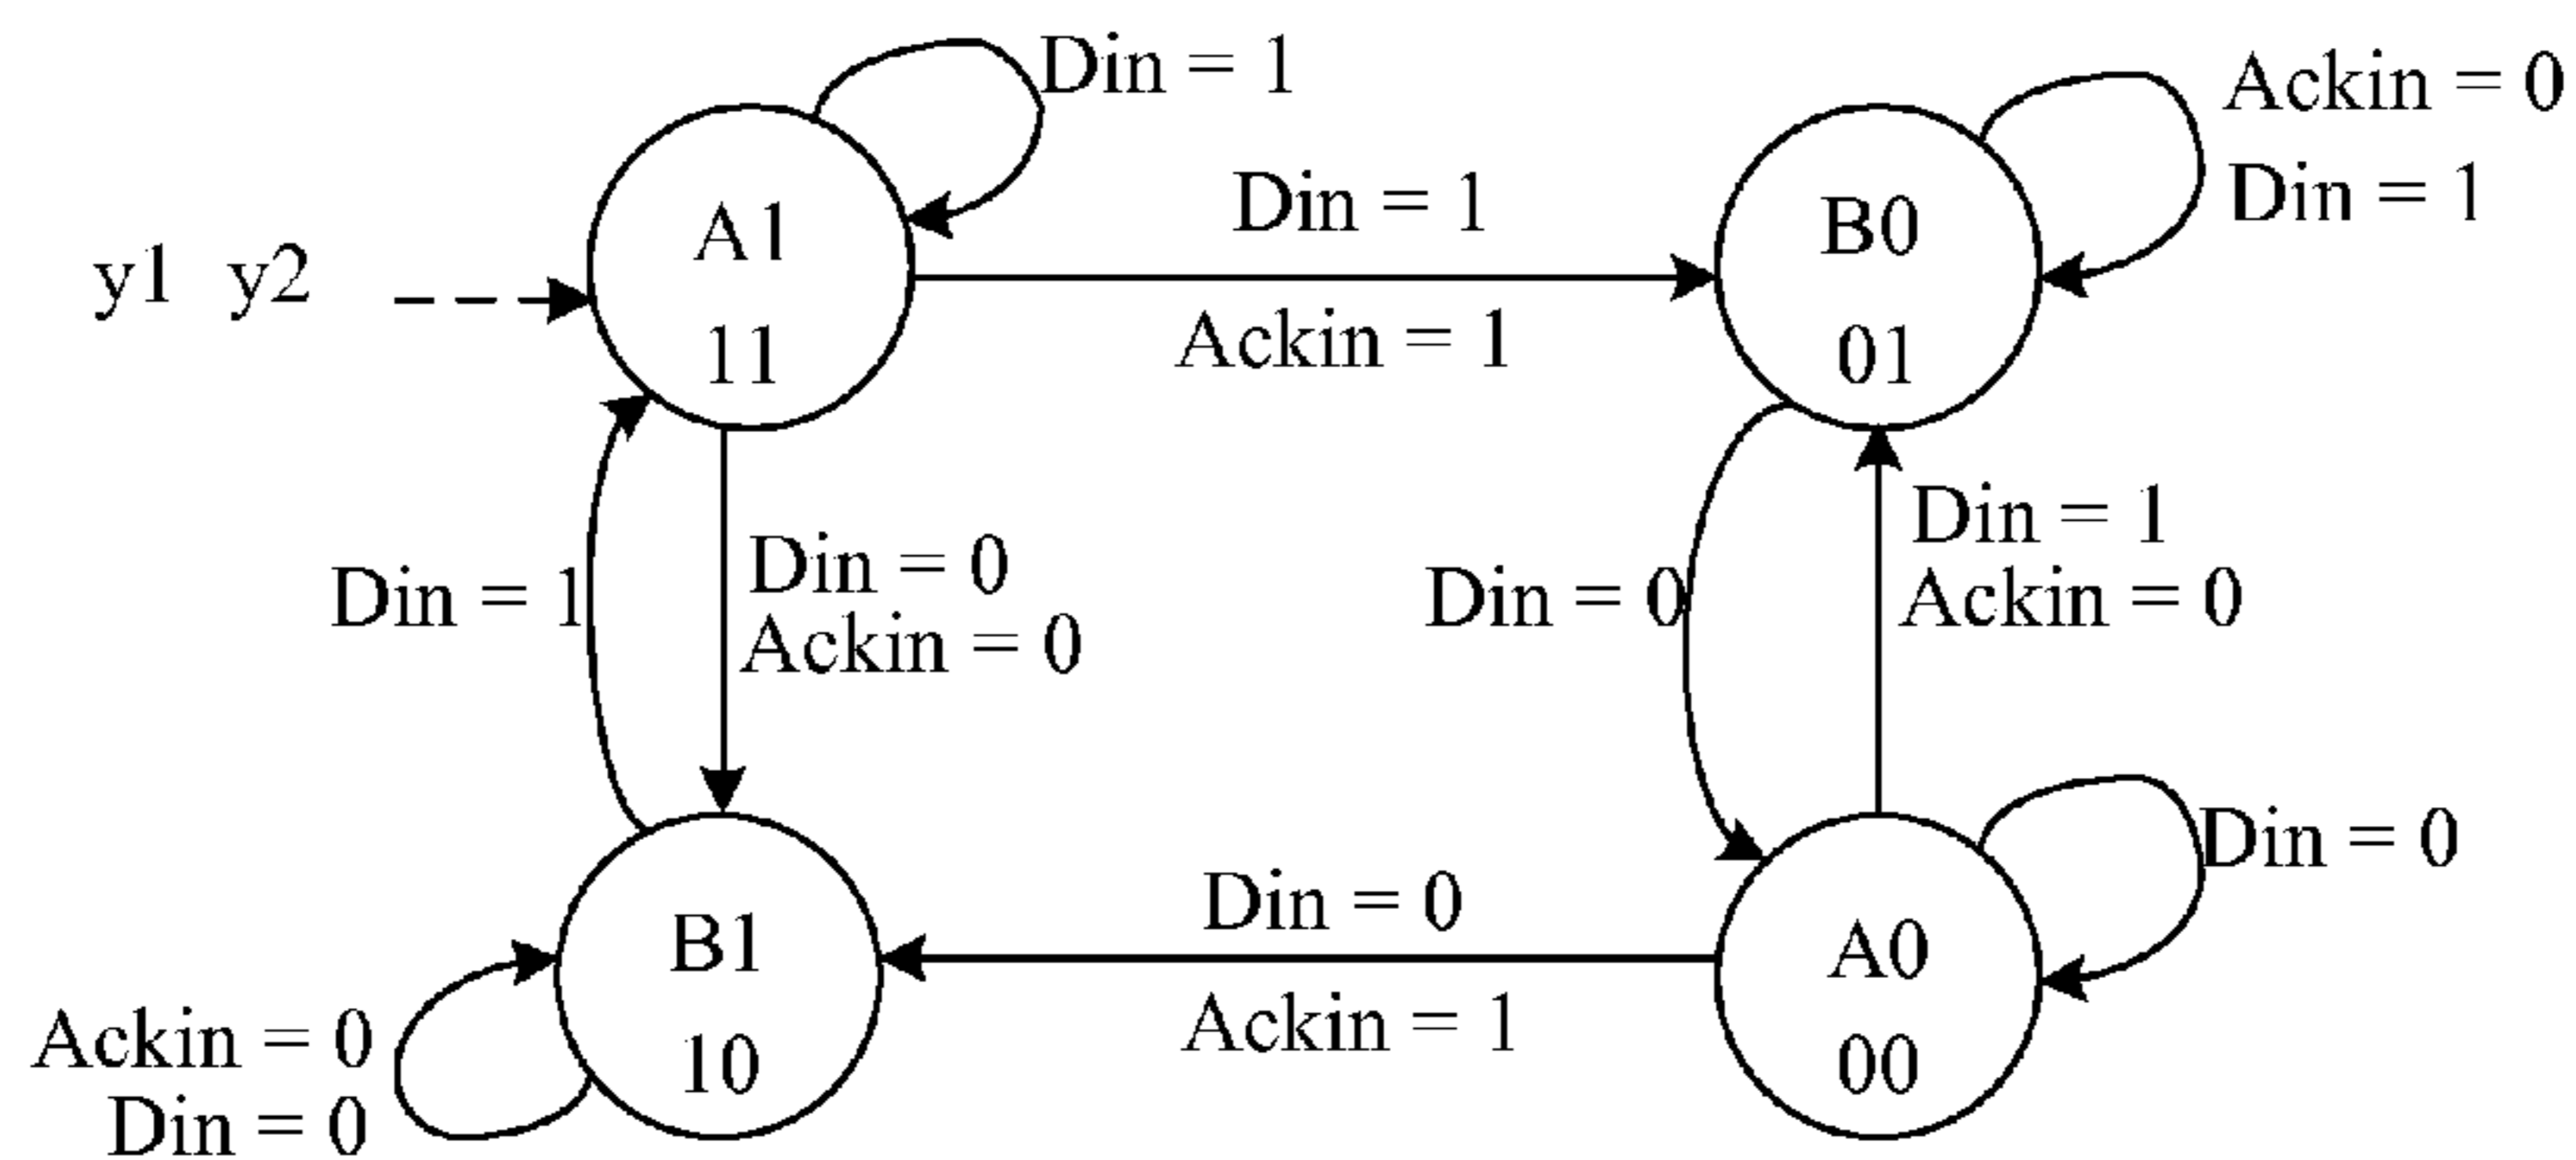 Din = 1
Ackin = 0
Din = 1
Din = 1
y1 y2
A1
11
B0
01
Ackin = 1
Din = 1
Din = 0
Ackin = 0
Din = 0
Din = 1
Ackin = 0
Din = 0
B1
10
Din = 0
Ackin = 1
A0
00
Din = 0
Ackin = 0
Din = 0